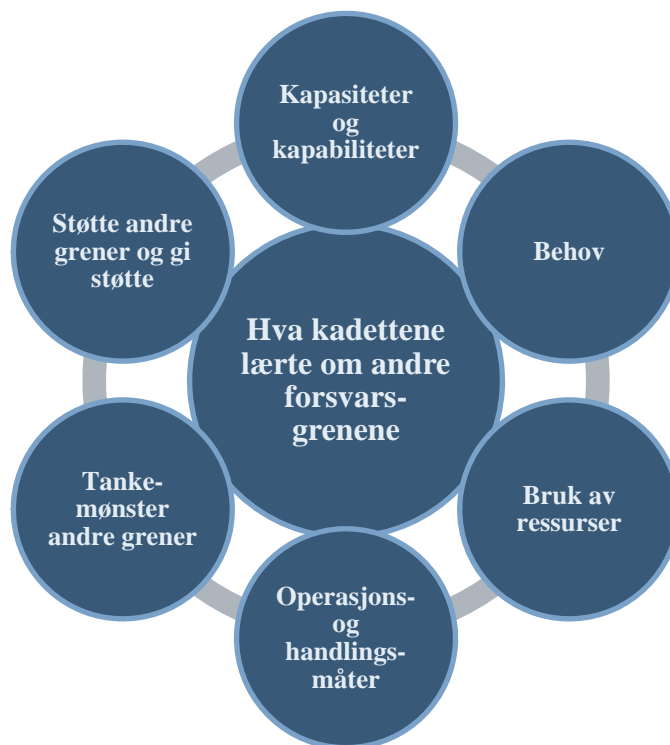 Kapasiteter
og
kapabiliteter
Behov
Bruk av
ressurser
Operasjons-
og
handlings-
måter
Tanke-
mønster
andre grener
Støtte andre
grener og gi
støtte
Hva kadettene
lærte om andre
forsvars-
grenene